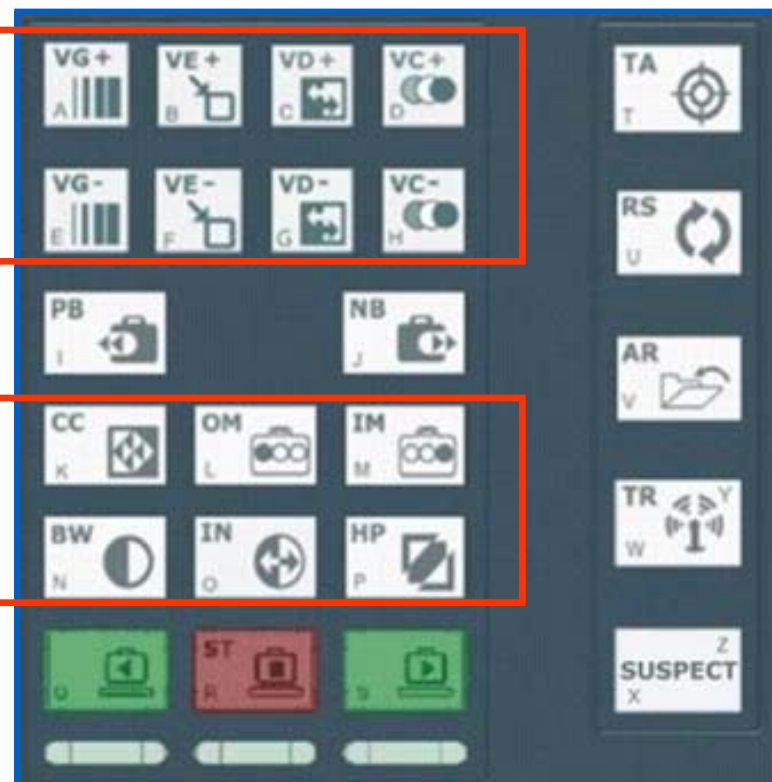 VG+ VE+ VD+ VC+
A B C D
VG- VE- VD- VC-
E F G H
PB NB
I J
CC OM IM
K L M
BW IN HP
N O P
ST
Q R S
TA
T
RS
U
AR
V
TR Y
W
Z
SUSPECT
X